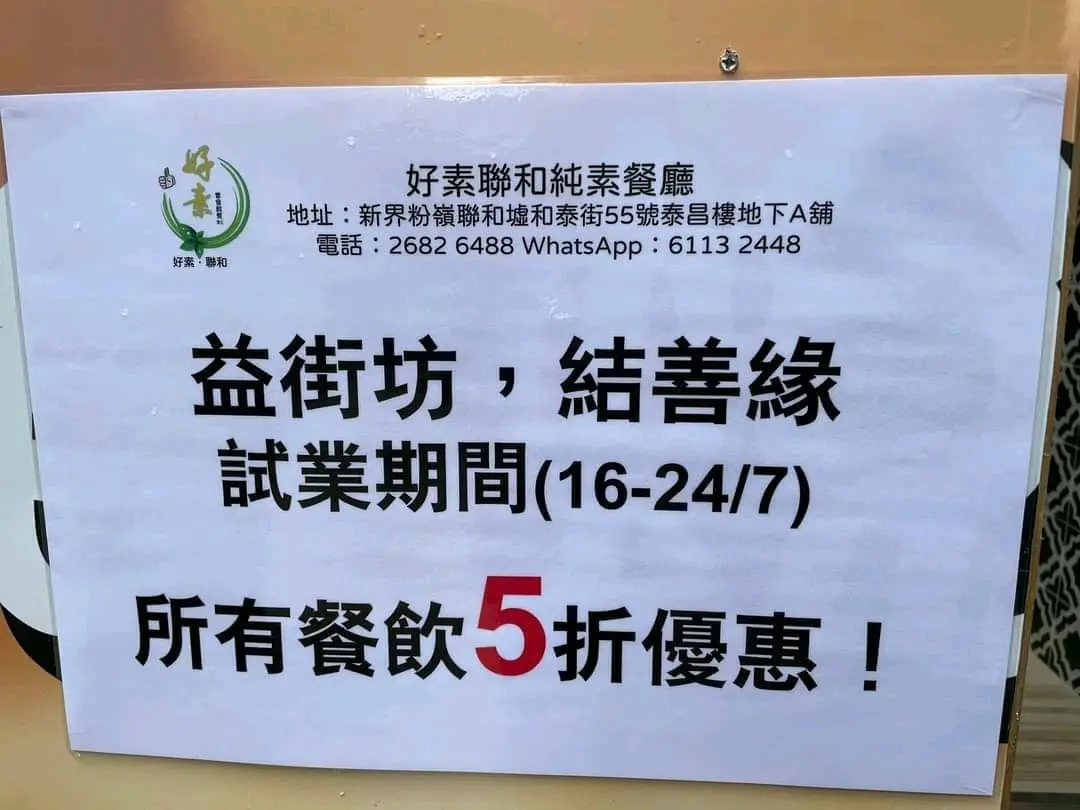 好素
好素·聯和
好素聯和純素餐廳
地址：新界粉嶺聯和墟和泰街55號泰昌樓地下A舖
電話：2682 6488 WhatsApp：6113 2448
益街坊，結善緣
試業期間(16-24/7)
所有餐飲5折優惠！